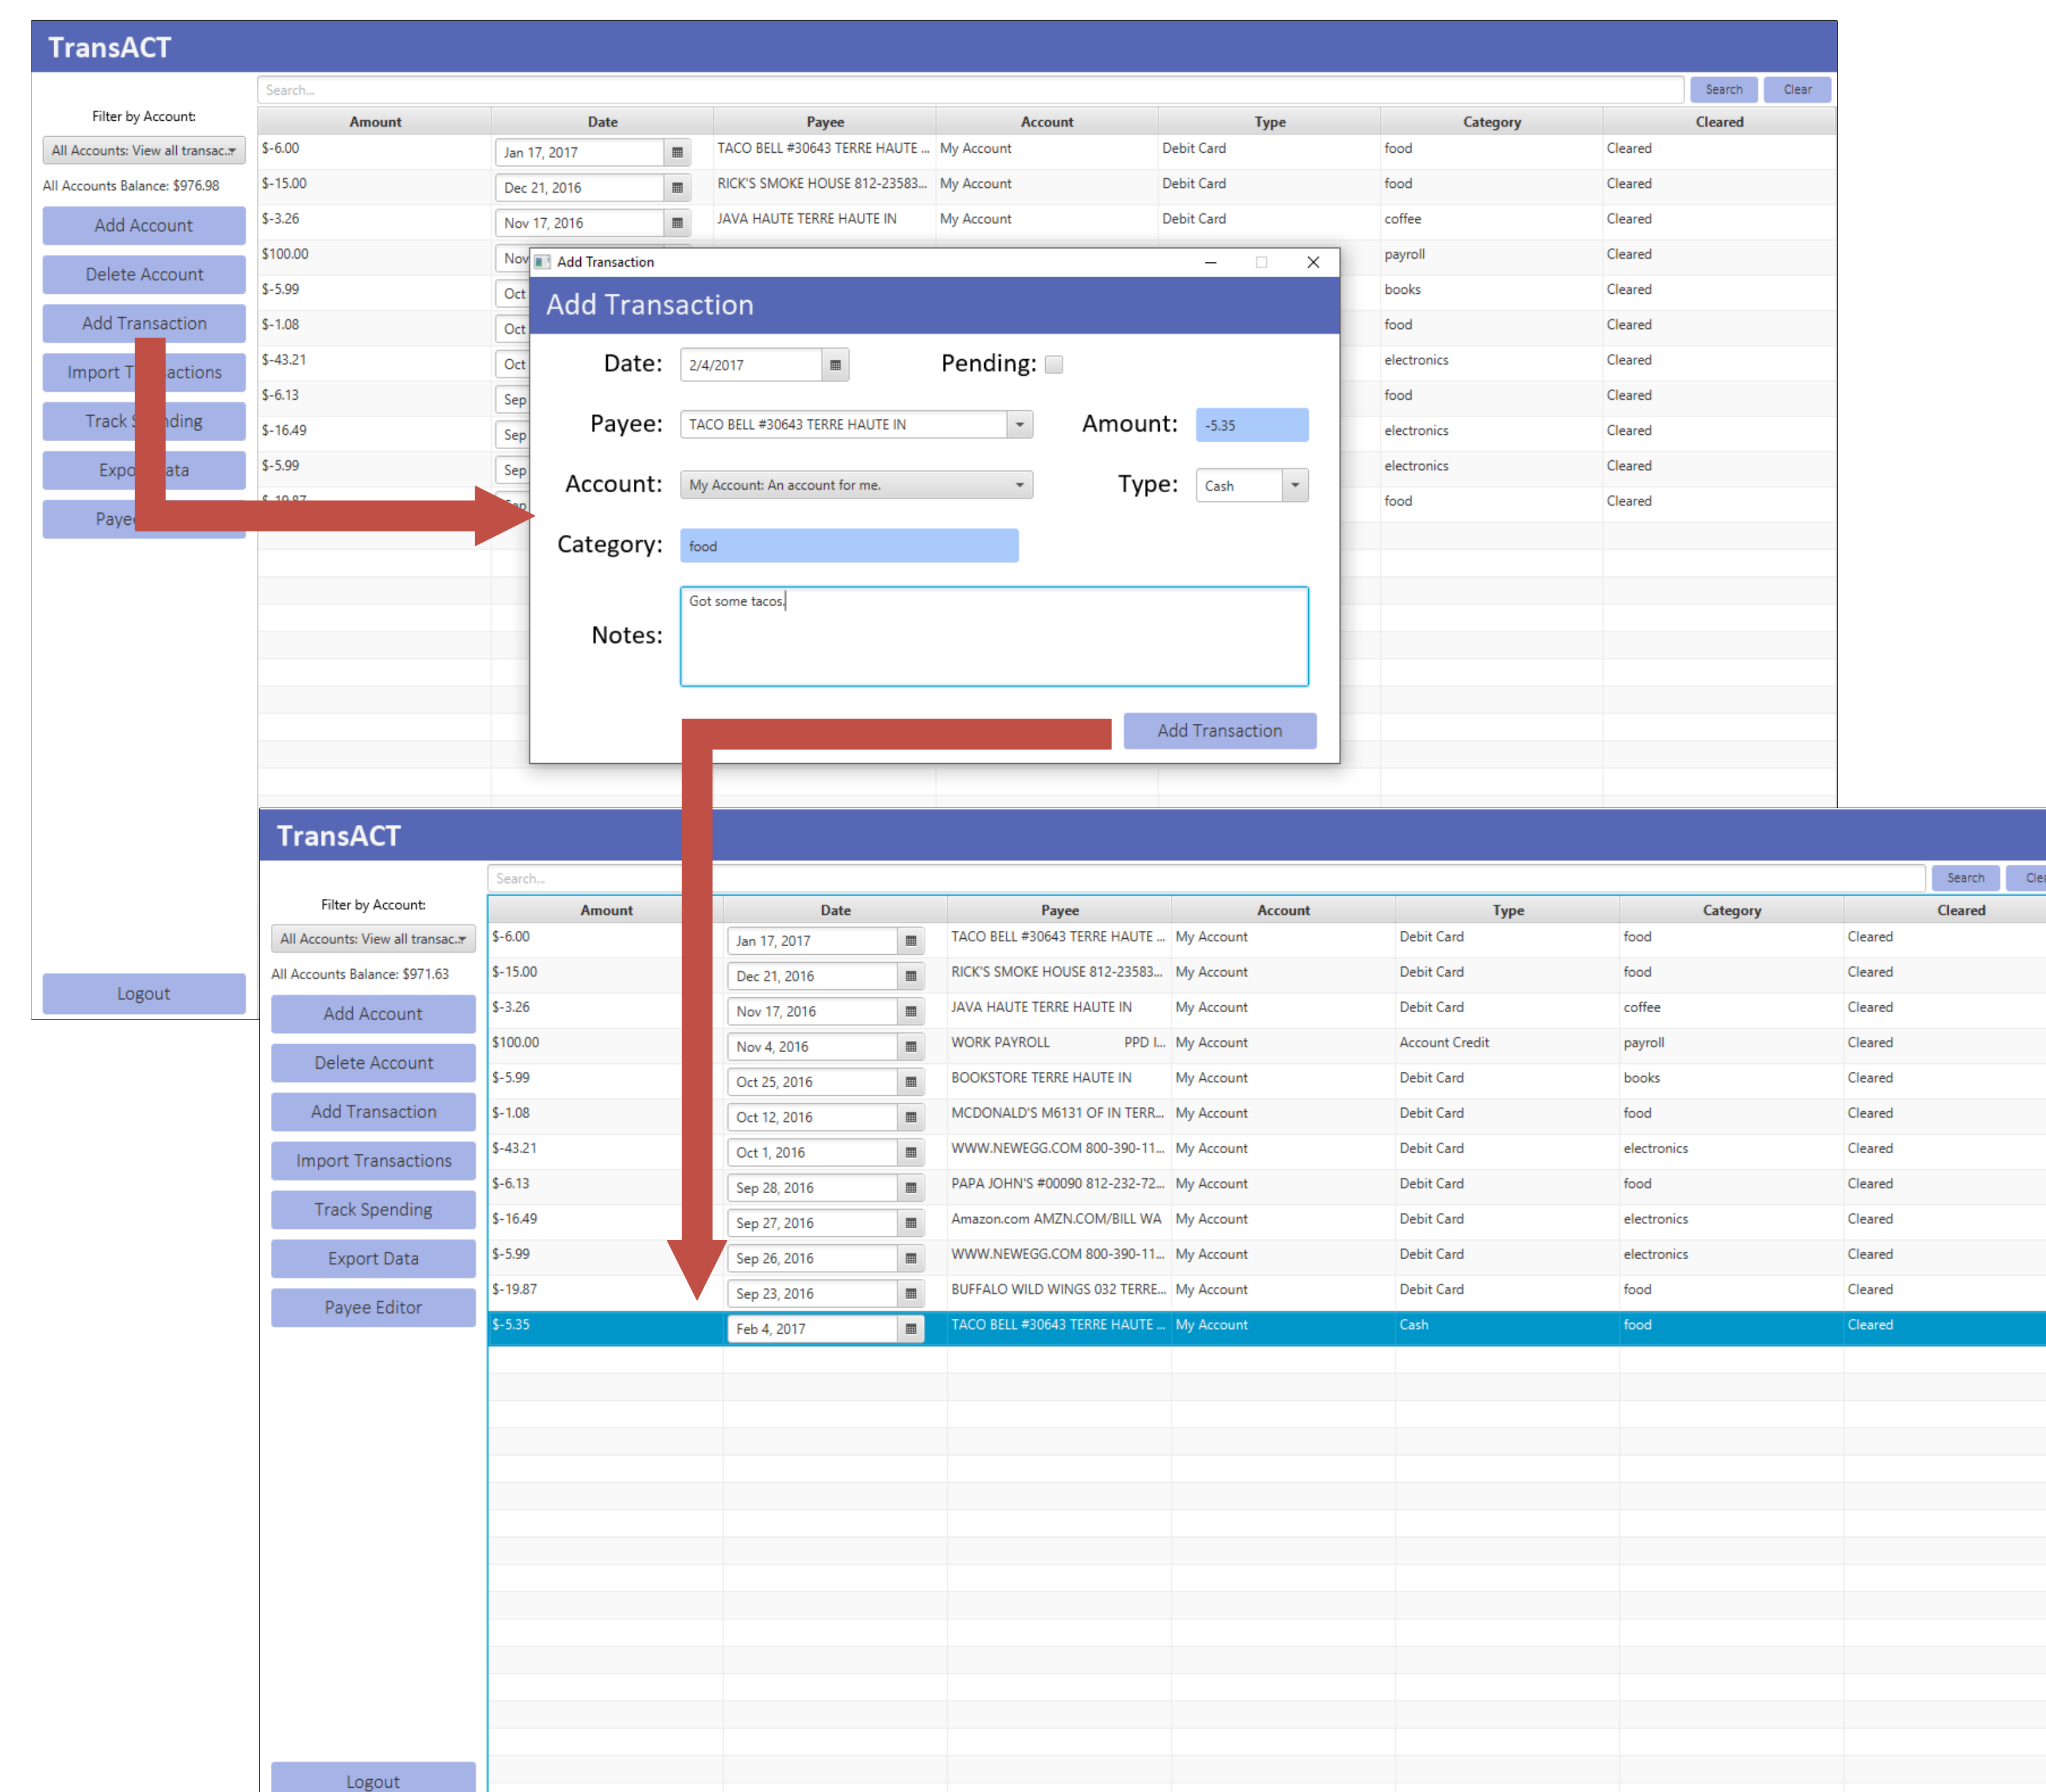 TransACT
Search...
Search
Clear
Filter by Account:
All Accounts: View all transac...
All Accounts Balance: $976.98
Add Account
Delete Account
Add Transaction
Logout
Amount Date Payee Account Type Category Cleared
$-6.00 Jan 17, 2017 TACO BELL #30643 TERRE HAUTE ... My Account Debit Card food Cleared
$-15.00 Dec 21, 2016 RICK'S SMOKE HOUSE 812-23583... My Account Debit Card food Cleared
$-3.26 Nov 17, 2016 JAVA HAUTE TERRE HAUTE IN My Account Debit Card coffee Cleared
$100.00 Nov payroll Cleared
$-5.99 Oct books Cleared
$-1.08 Oct food Cleared
$-43.21 Oct electronics Cleared
$-6.13 Sep food Cleared
$-16.49 Sep electronics Cleared
$-5.99 Sep electronics Cleared
food Cleared
Add Transaction
Add Transaction
Date: 2/4/2017 Pending:
Payee: TACO BELL #30643 TERRE HAUTE IN Amount: -5.35
Account: My Account: An account for me. Type: Cash
Category: food
Notes: Got some tacos.
Add Transaction
TransACT
Search...
Search
Filter by Account:
All Accounts: View all transac...
All Accounts Balance: $971.63
Add Account
Delete Account
Add Transaction
Import Transactions
Track Spending
Export Data
Payee Editor
Logout
Amount Date Payee Account Type Category Cleared
$-6.00 Jan 17, 2017 TACO BELL #30643 TERRE HAUTE ... My Account Debit Card food Cleared
$-15.00 Dec 21, 2016 RICK'S SMOKE HOUSE 812-23583... My Account Debit Card food Cleared
$-3.26 Nov 17, 2016 JAVA HAUTE TERRE HAUTE IN My Account Debit Card coffee Cleared
$100.00 Nov 4, 2016 WORK PAYROLL PPD I... My Account Account Credit payroll Cleared
$-5.99 Oct 25, 2016 BOOKSTORE TERRE HAUTE IN My Account Debit Card books Cleared
$-1.08 Oct 12, 2016 MCDONALD'S M6131 OF IN TERR... My Account Debit Card food Cleared
$-43.21 Oct 1, 2016 WWW.NEWEGG.COM 800-390-11... My Account Debit Card electronics Cleared
$-6.13 Sep 28, 2016 PAPA JOHN'S #00090 812-232-72... My Account Debit Card food Cleared
$-16.49 Sep 27, 2016 Amazon.com AMZN.COM/BILL WA My Account Debit Card electronics Cleared
$-5.99 Sep 26, 2016 WWW.NEWEGG.COM 800-390-11... My Account Debit Card electronics Cleared
$-19.87 Sep 23, 2016 BUFFALO WILD WINGS 032 TERRE... My Account Debit Card food Cleared
$-5.35 Feb 4, 2017 TACO BELL #30643 TERRE HAUTE ... My Account Cash food Cleared